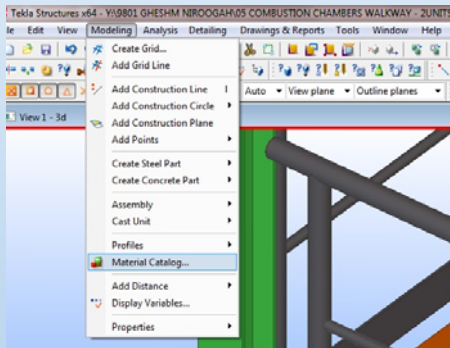 Tekla Structures x64 - Y:\9801 GHESHM NIROOGAH\05 COMBUSTION CHAMBERS WALKWAY - 2UNITS
le Edit View Modeling Analysis Detailing Drawings & Reports Tools Window Help
Create Grid...
Add Grid Line
Add Construction Line I
Auto View plane Outline planes
Add Construction Circle
View 1 - 3d
Add Construction Plane
Add Points
Create Steel Part
Create Concrete Part
Assembly
Cast Unit
Profiles
Material Catalog...
Add Distance
Display Variables...
Properties